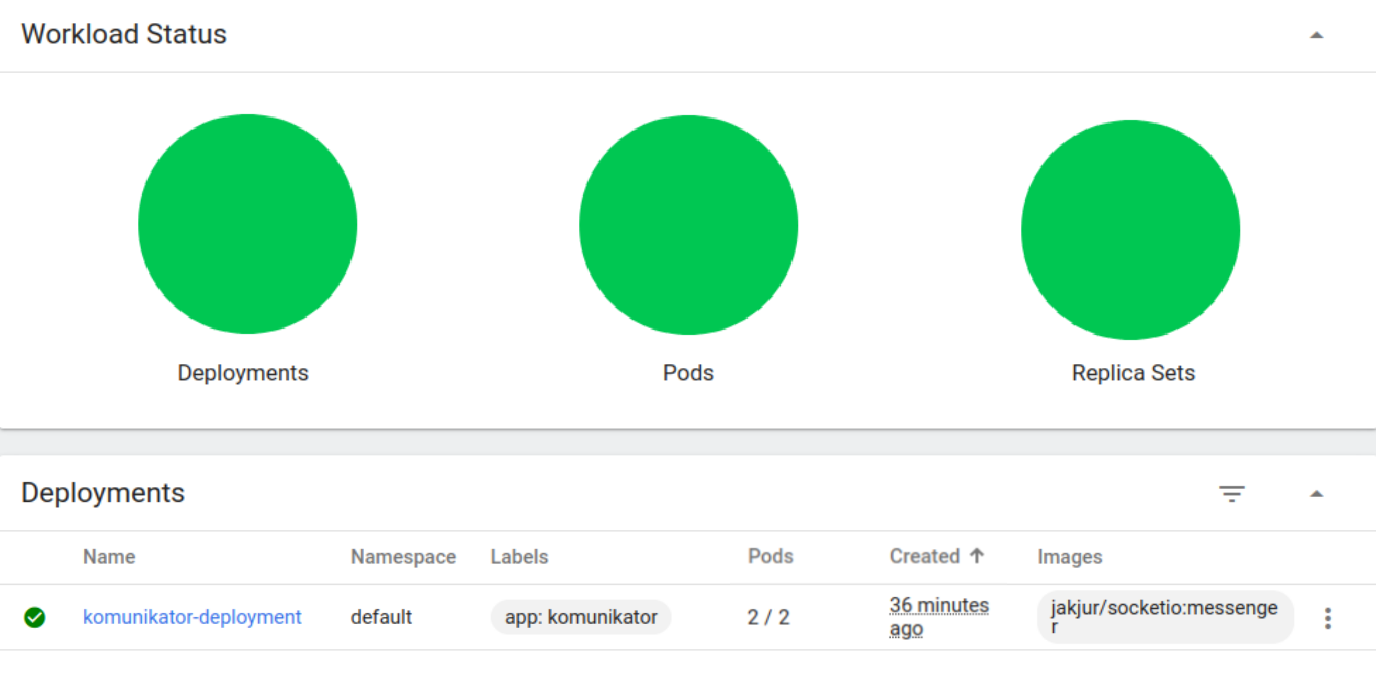 Workload Status
Deployments
Pods
Replica Sets
Deployments
Name Namespace Labels Pods Created Images
komunikator-deployment default app: komunikator 2 / 2 36 minutes ago jakjur/socketio:messenger